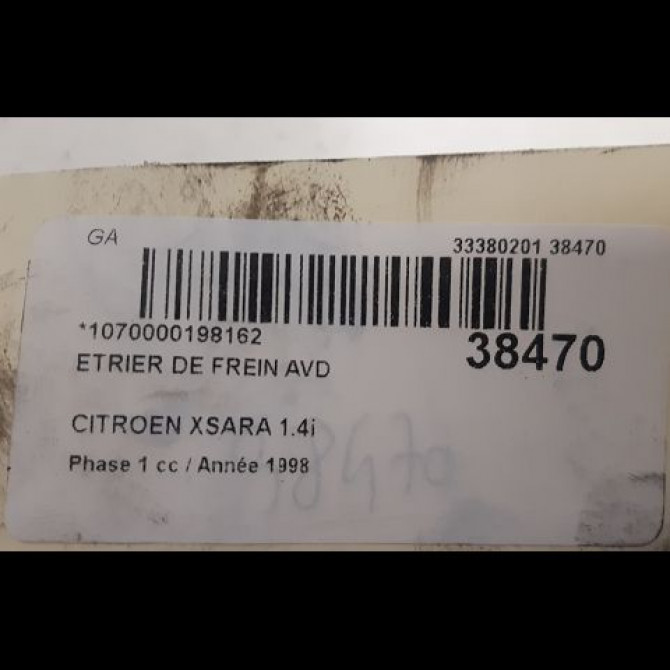 GA 33380201 38470
*1070000198162 38470
ETRIER DE FREIN AVD
CITROEN XSARA 1.4i
Phase 1 cc / Année 1998
38470